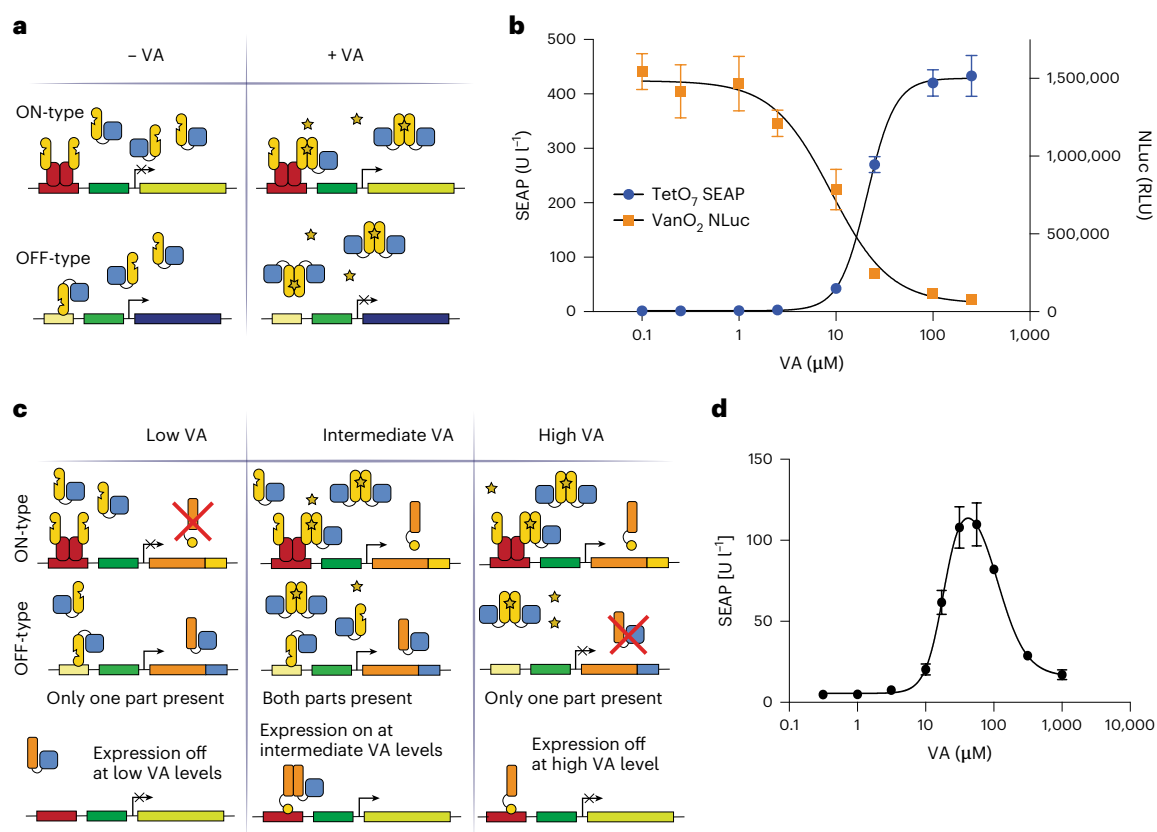 a
– VA
+ VA
ON-type
OFF-type
b
500
400
300
200
100
0
SEAP (U l⁻¹)
TetO₇ SEAP
VanO₂ NLuc
1,500,000
1,000,000
500,000
0
NLuc (RLU)
0.1
1
10
100
1,000
VA (μM)
c
Low VA
Intermediate VA
High VA
ON-type
OFF-type
Only one part present
Both parts present
Only one part present
Expression off
at low VA levels
Expression on at
intermediate VA levels
Expression off
at high VA level
d
150
100
50
0
SEAP [U l⁻¹]
0.1
1
10
100
1,000
10,000
VA (μM)